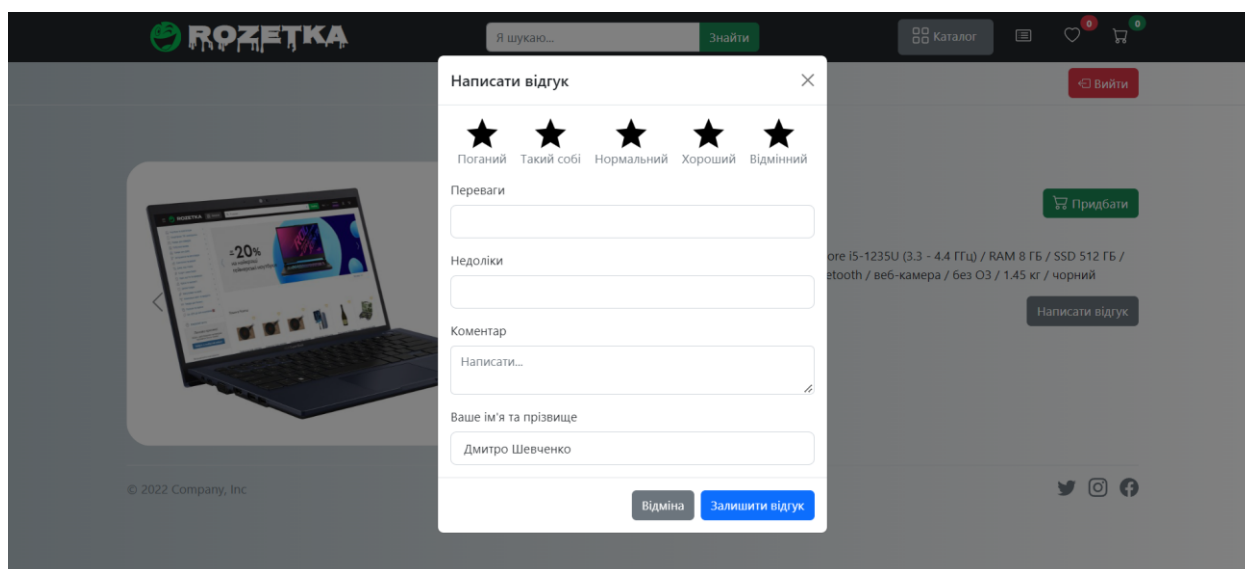 ROZETKA
Я шукаю...
Знайти
Каталог
0
0
Вийти
Написати відгук
Поганий
Такий собі
Нормальний
Хороший
Відмінний
Переваги
Недоліки
Коментар
Написати...
Ваше ім'я та прізвище
Дмитро Шевченко
Відміна
Залишити відгук
ROZETKA
-20%
Придбати
ore i5-1235U (3.3 - 4.4 ГГц) / RAM 8 ГБ / SSD 512 ГБ /
etooth / веб-камера / без ОЗ / 1.45 кг / чорний
Написати відгук
© 2022 Company, Inc